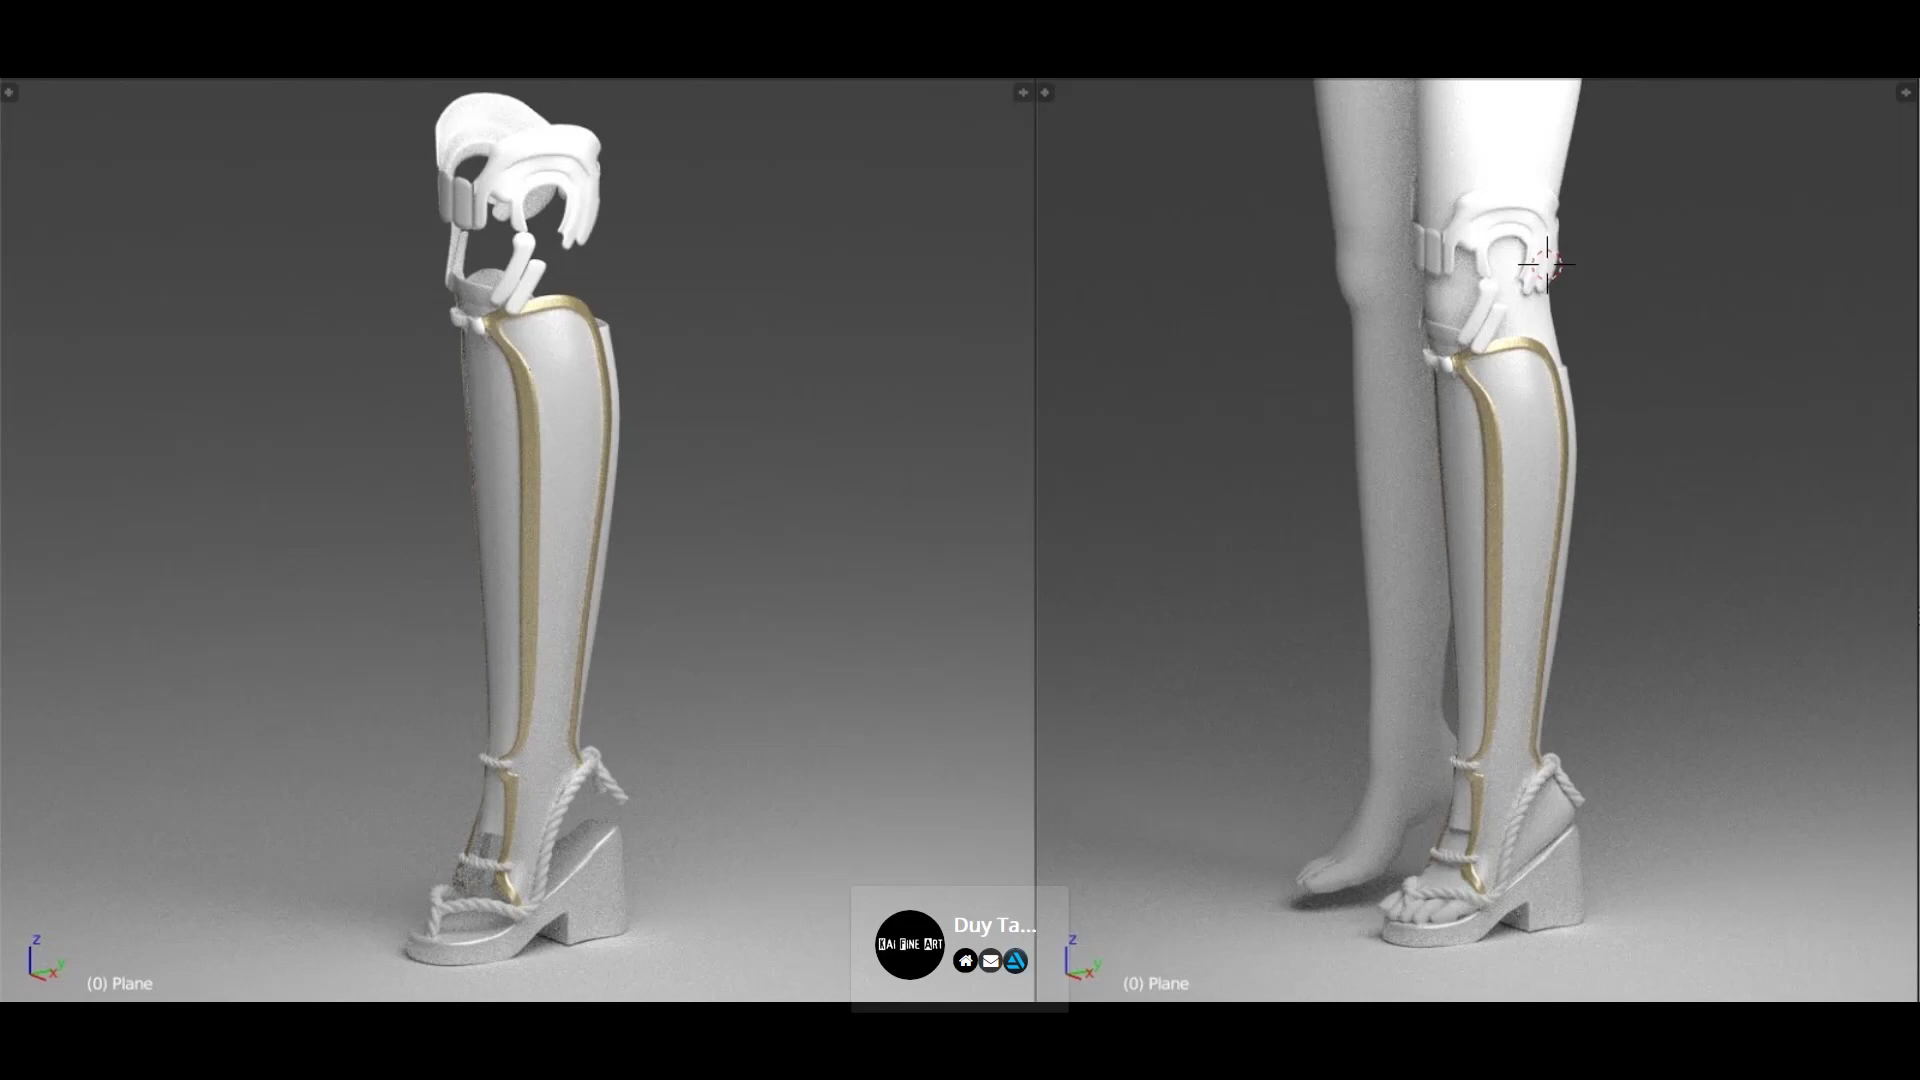 Z
Y
X
(0) Plane
KAI FINE ART
Duy Ta...
Z
Y
X
(0) Plane